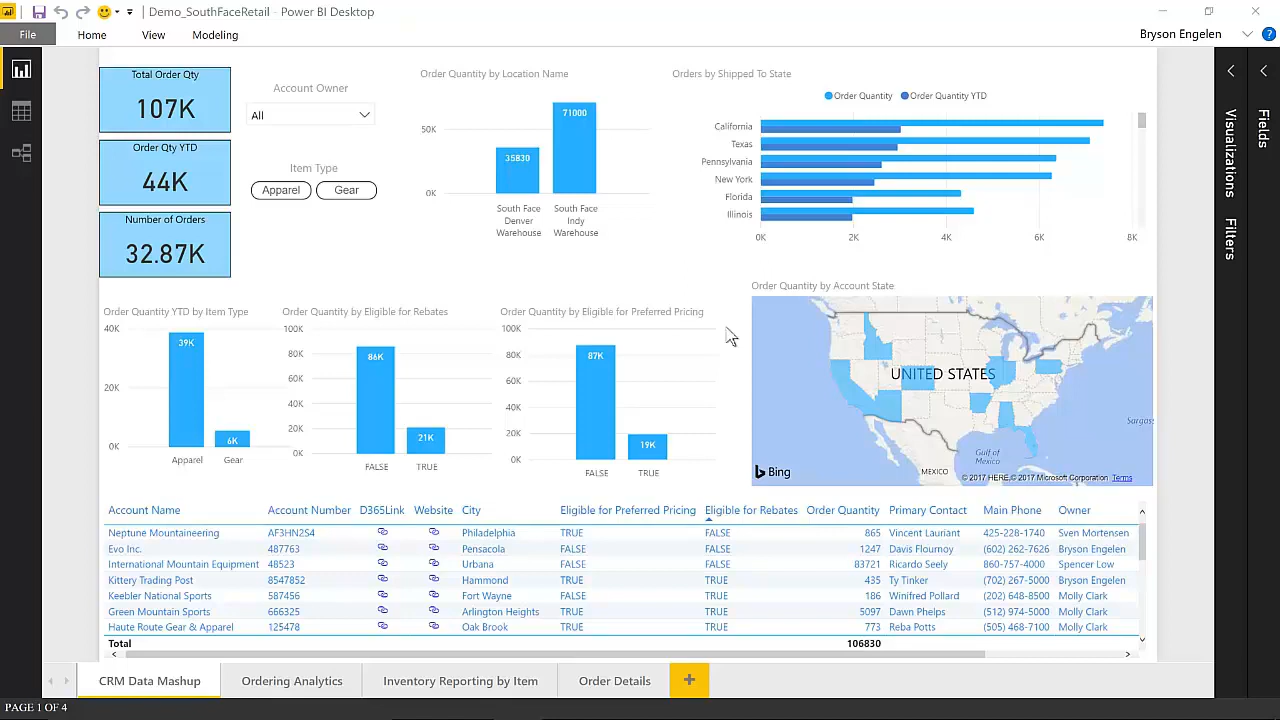 Demo_SouthFaceRetail - Power BI Desktop
File Home View Modeling
Bryson Engelen
?
Total Order Qty
107K
Order Qty YTD
44K
Number of Orders
32.87K
Account Owner
All
Item Type
Apparel Gear
Order Quantity by Location Name
50K
0K
35830
71000
South Face Denver Warehouse
South Face Indy Warehouse
Orders by Shipped To State
Order Quantity Order Quantity YTD
California
Texas
Pennsylvania
New York
Florida
Illinois
0K 2K 4K 6K 8K
Visualizations
Filters
Fields
Order Quantity YTD by Item Type
40K
20K
0K
39K
6K
Apparel Gear
Order Quantity by Eligible for Rebates
100K
80K
60K
40K
20K
0K
86K
21K
FALSE TRUE
Order Quantity by Eligible for Preferred Pricing
100K
80K
60K
40K
20K
0K
87K
19K
FALSE TRUE
Order Quantity by Account State
UNITED STATES
MEXICO
Gulf of Mexico
Sargas
Bing
© 2017 HERE,© 2017 Microsoft Corporation Terms
Account Name Account Number D365Link Website City Eligible for Preferred Pricing Eligible for Rebates Order Quantity Primary Contact Main Phone Owner
Neptune Mountaineering AF3HN2S4 Philadelphia TRUE FALSE 865 Vincent Lauriant 425-228-1740 Sven Mortensen
Evo Inc. 487763 Pensacola FALSE FALSE 1247 Davis Flournoy (602) 262-7626 Bryson Engelen
International Mountain Equipment 48523 Urbana FALSE FALSE 83721 Ricardo Seely 860-757-4000 Spencer Low
Kittery Trading Post 8547852 Hammond TRUE TRUE 435 Ty Tinker (702) 267-5000 Bryson Engelen
Keebler National Sports 587456 Fort Wayne FALSE TRUE 186 Winifred Pollard (202) 648-8500 Molly Clark
Green Mountain Sports 666325 Arlington Heights TRUE TRUE 5097 Dawn Phelps (512) 974-5000 Molly Clark
Haute Route Gear & Apparel 125478 Oak Brook TRUE TRUE 773 Reba Potts (505) 468-7100 Molly Clark
Total 106830
CRM Data Mashup Ordering Analytics Inventory Reporting by Item Order Details +
PAGE 1 OF 4